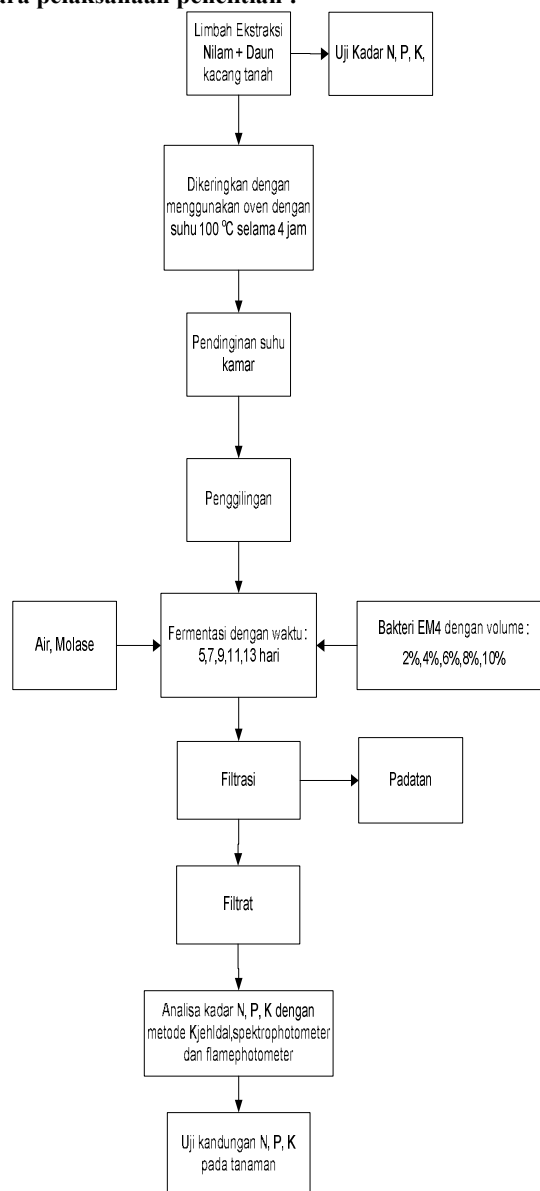 pelaksanaan penelitian :
Limbah Ekstraksi
Nilam + Daun
kacang tanah
Uji Kadar N, P, K,
Dikeringkan dengan
menggunakan oven dengan
suhu 100 ⁰C selama 4 jam
Pendinginan suhu
kamar
Penggilingan
Air, Molase
Fermentasi dengan waktu :
5,7,9,11,13 hari
Bakteri EM4 dengan volume :
2%,4%,6%,8%,10%
Filtrasi
Padatan
Filtrat
Analisa kadar N, P, K dengan
metode Kjehldal,spektrophotometer
dan flamephotometer
Uji kandungan N, P, K
pada tanaman